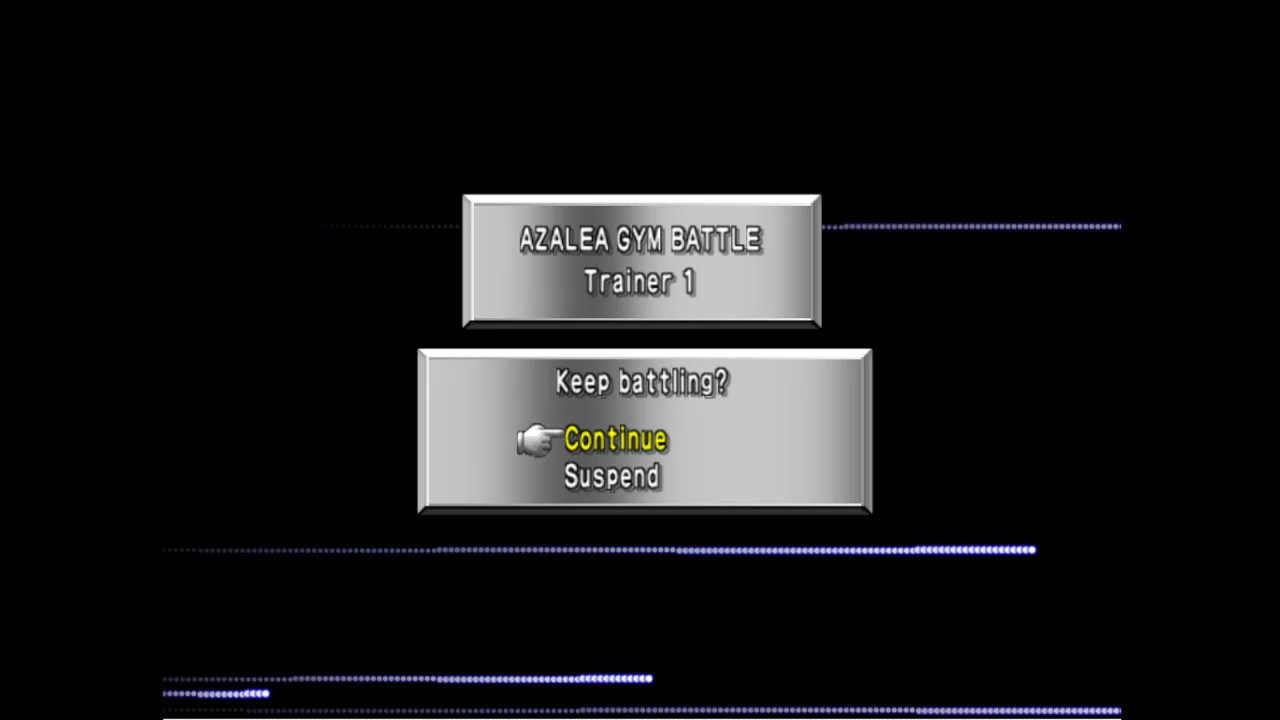 AZALEA GYM BATTLE
Trainer 1
Keep battling?
Continue
Suspend